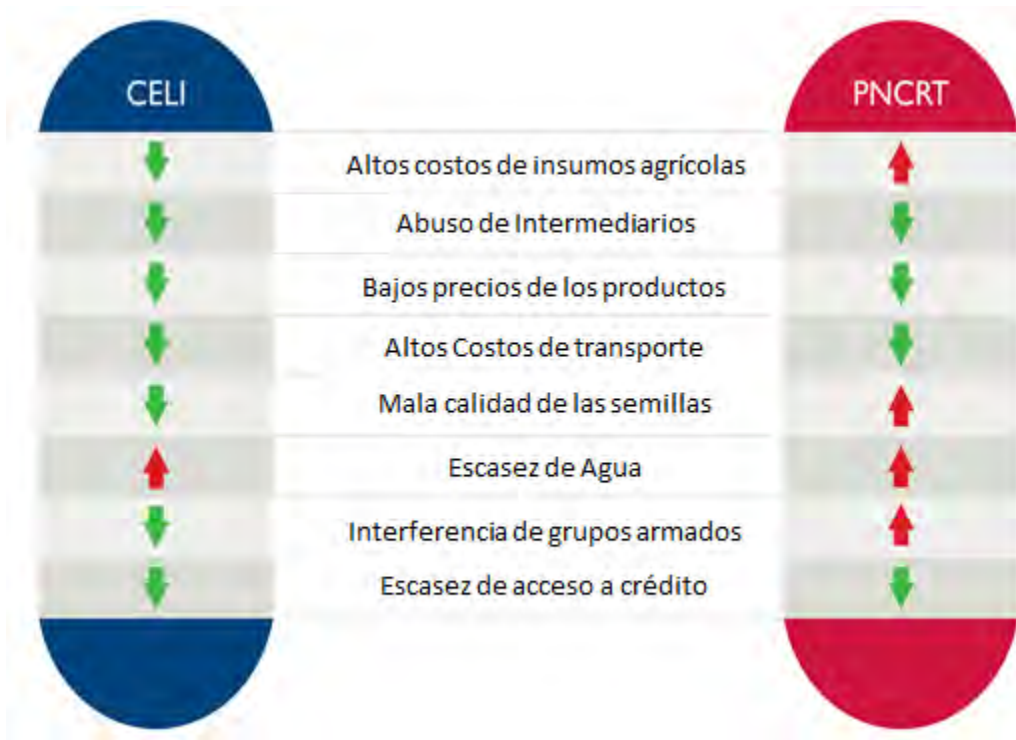 CELI
PNCRT
Altos costos de insumos agrícolas
Abuso de Intermediarios
Bajos precios de los productos
Altos Costos de transporte
Mala calidad de las semillas
Escasez de Agua
Interferencia de grupos armados
Escasez de acceso a crédito